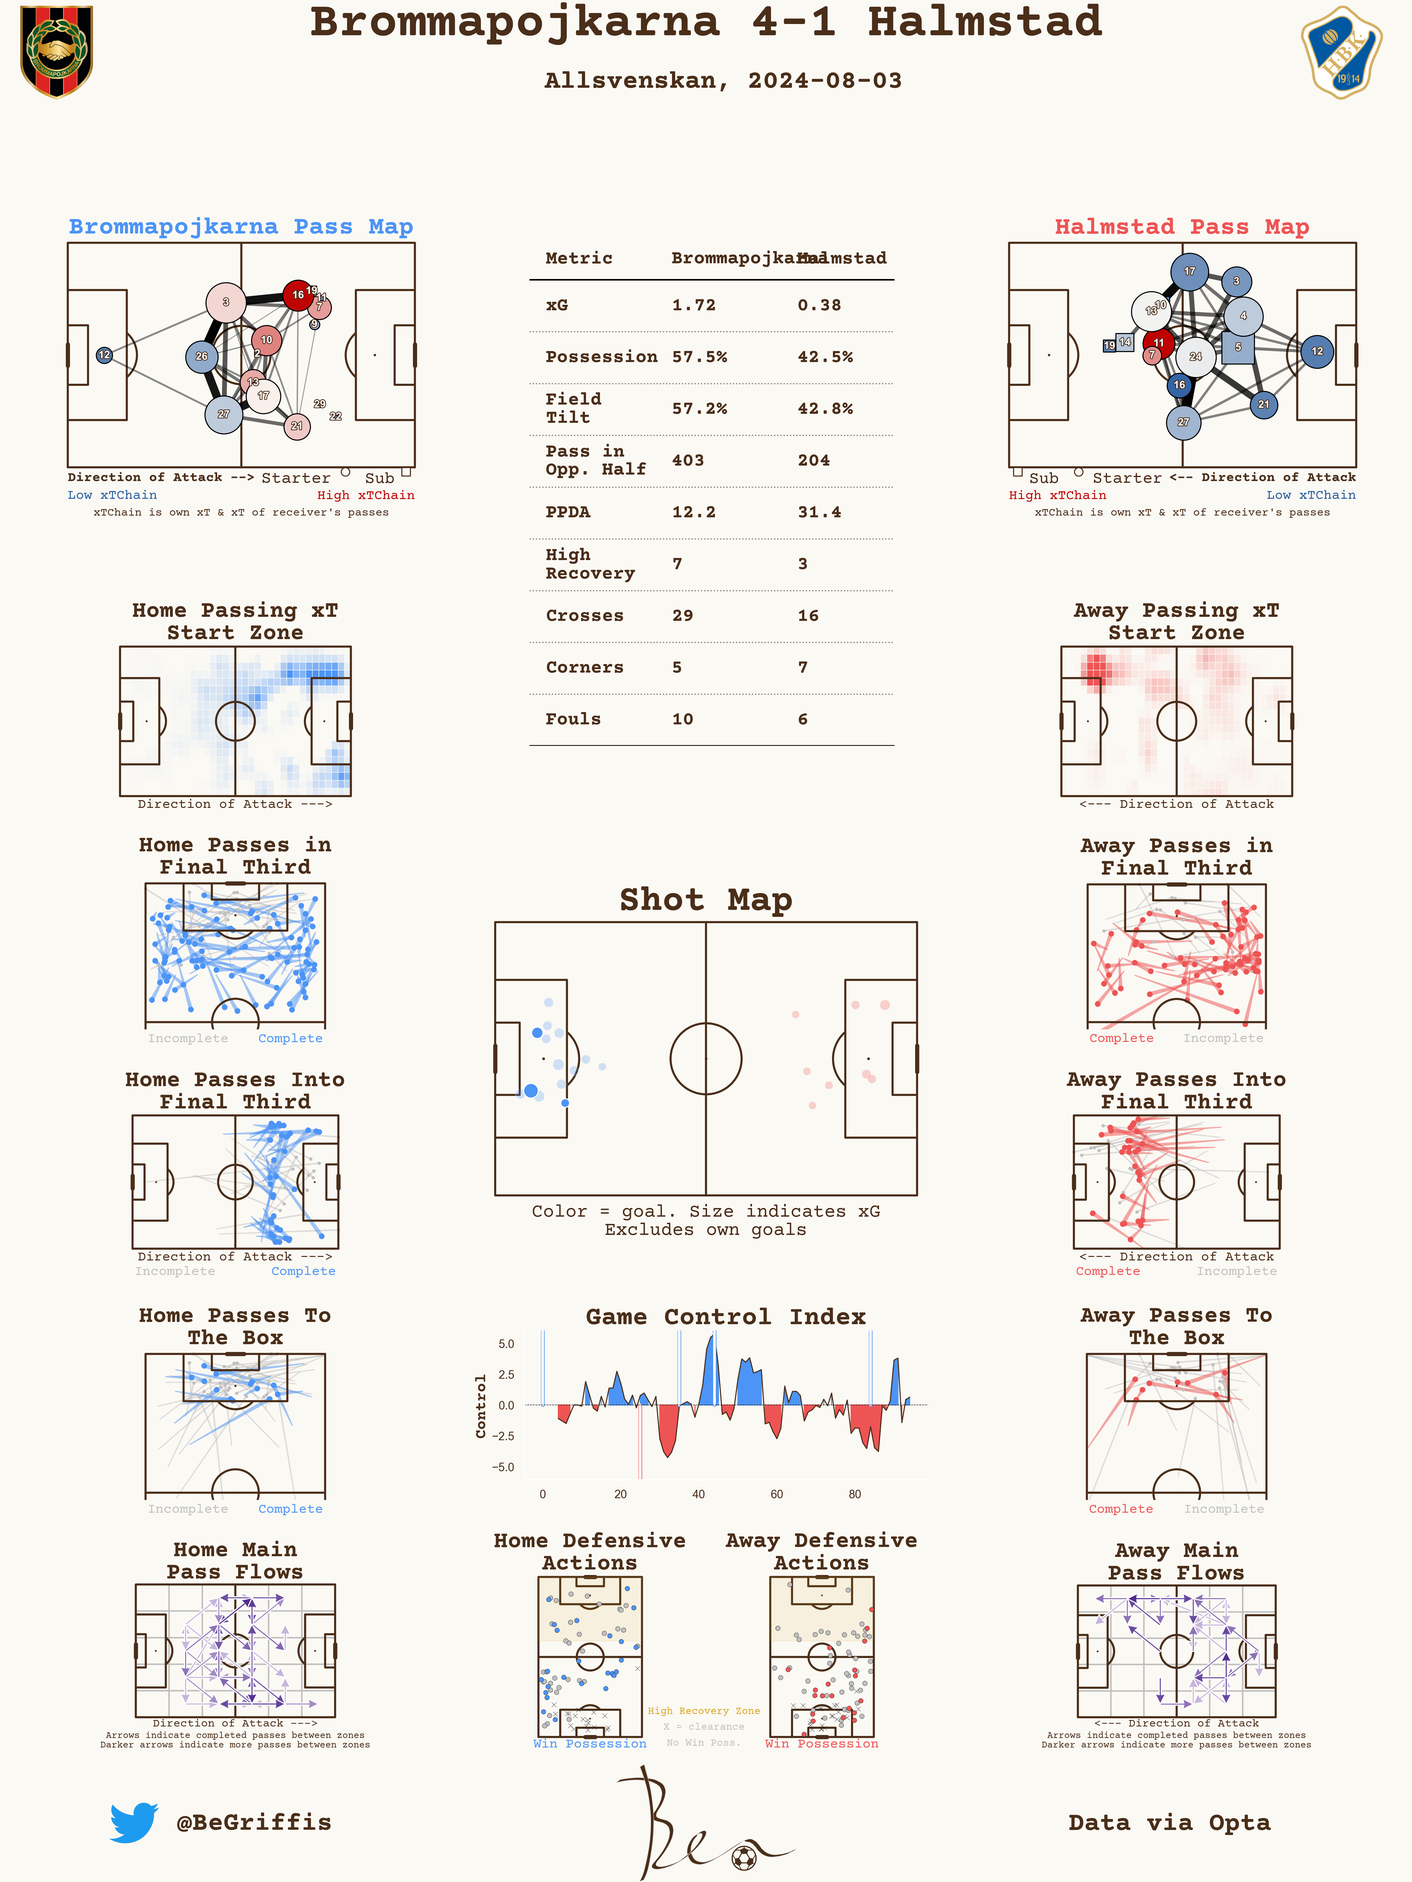 Brommapojkarna 4-1 Halmstad
Allsvenskan, 2024-08-03
BROMMAPOJKARNA
H.B.K.
19 14
Brommapojkarna Pass Map
3
16
19
11
7
9
10
2
26
12
13
17
27
29
22
21
Direction of Attack --> Starter Sub
Low xTChain High xTChain
xTChain is own xT & xT of receiver's passes
Metric Brommapojkarna Halmstad
xG 1.72 0.38
Possession 57.5% 42.5%
Field
Tilt 57.2% 42.8%
Pass in
Opp. Half 403 204
PPDA 12.2 31.4
High
Recovery 7 3
Crosses 29 16
Corners 5 7
Fouls 10 6
Halmstad Pass Map
17
3
10
13
4
19
14
11
7
24
5
12
16
21
27
Sub Starter <-- Direction of Attack
High xTChain Low xTChain
xTChain is own xT & xT of receiver's passes
Home Passing xT
Start Zone
Direction of Attack --->
Away Passing xT
Start Zone
<--- Direction of Attack
Home Passes in
Final Third
Incomplete Complete
Away Passes in
Final Third
Complete Incomplete
Shot Map
Color = goal. Size indicates xG
Excludes own goals
Home Passes Into
Final Third
Direction of Attack --->
Incomplete Complete
Away Passes Into
Final Third
<--- Direction of Attack
Complete Incomplete
Home Passes To
The Box
Incomplete Complete
Game Control Index
Control
5.0
2.5
0.0
−2.5
−5.0
0 20 40 60 80
Away Passes To
The Box
Complete Incomplete
Home Main
Pass Flows
Direction of Attack --->
Arrows indicate completed passes between zones
Darker arrows indicate more passes between zones
Home Defensive
Actions
Win Possession
High Recovery Zone
X = clearance
No Win Poss.
Away Defensive
Actions
Win Possession
Away Main
Pass Flows
<--- Direction of Attack
Arrows indicate completed passes between zones
Darker arrows indicate more passes between zones
@BeGriffis
Ben
Data via Opta